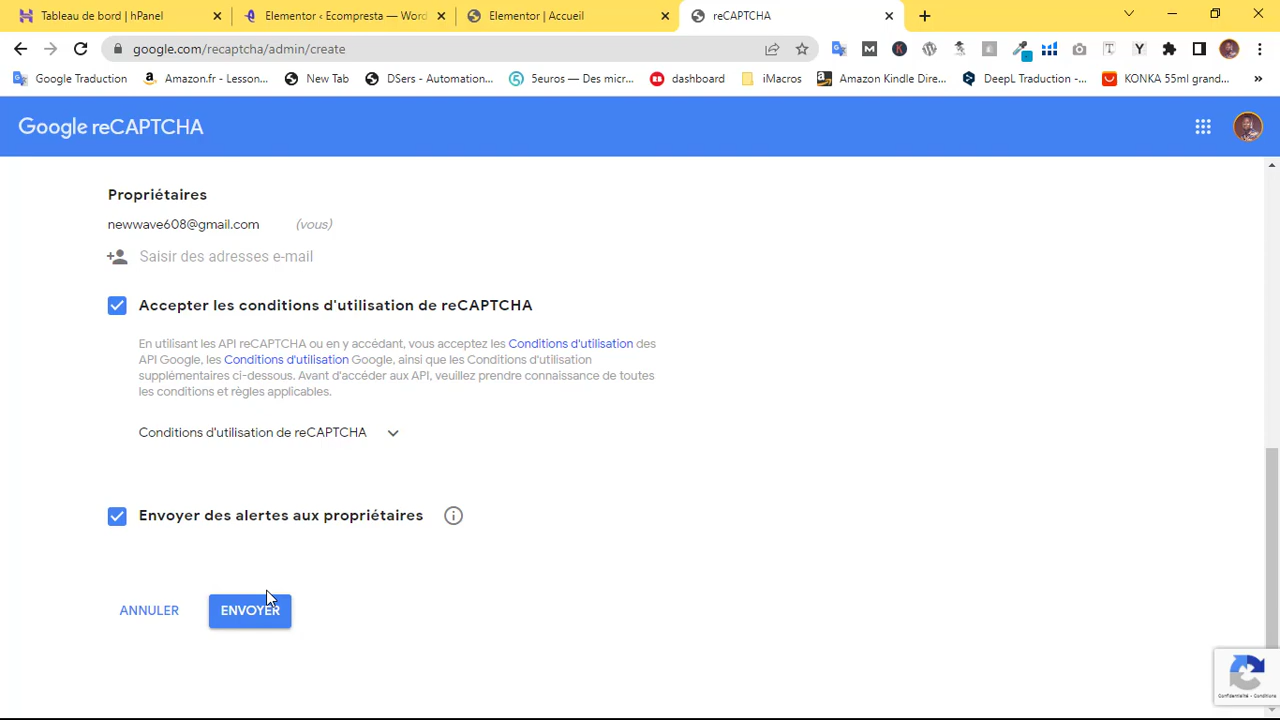 Tableau de bord | hPanel
Elementor ‹ Ecompresta — Word
Elementor | Accueil
reCAPTCHA
google.com/recaptcha/admin/create
Google Traduction
Amazon.fr - Lesson...
New Tab
DSers - Automation...
5euros — Des micr...
dashboard
iMacros
Amazon Kindle Dire...
DeepL Traduction -...
KONKA 55ml grand...
Google reCAPTCHA
Propriétaires
newwave608@gmail.com (vous)
Saisir des adresses e-mail
Accepter les conditions d'utilisation de reCAPTCHA
En utilisant les API reCAPTCHA ou en y accédant, vous acceptez les Conditions d'utilisation des
API Google, les Conditions d'utilisation Google, ainsi que les Conditions d'utilisation
supplémentaires ci-dessous. Avant d'accéder aux API, veuillez prendre connaissance de toutes
les conditions et règles applicables.
Conditions d'utilisation de reCAPTCHA
Envoyer des alertes aux propriétaires
ANNULER
ENVOYER
Confidentialité - Conditions